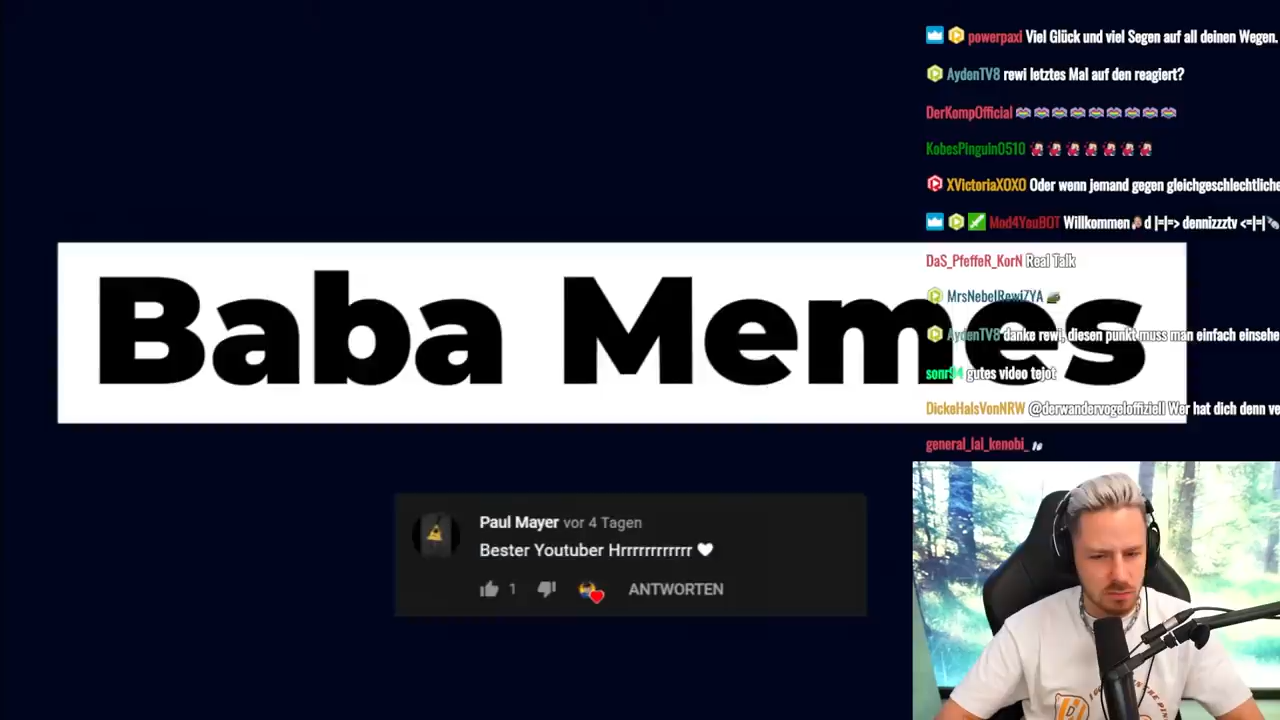 powerpaxi Viel Glück und viel Segen auf all deinen Wegen.
AydenTV8 rewi letztes Mal auf den reagiert?
DerKompOfficial
KobesPinguin0510
XVictoriaXOXO Oder wenn jemand gegen gleichgeschlechtliche
Mod4YouBOT Willkommen d |=|=> dennizzztv <=|=|
DaS_PfeffeR_KorN Real Talk
MrsNebelRewiZYA
AydenTV8 danke rewi, diesen punkt muss man einfach einsehe
sonr94 gutes video tejot
DickeHalsVonNRW @derwandervogeloffiziell Wer hat dich denn ve
general_lal_kenobi_
Baba Memes
Paul Mayer vor 4 Tagen
Bester Youtuber Hrrrrrrrrrrrr
1 ANTWORTEN